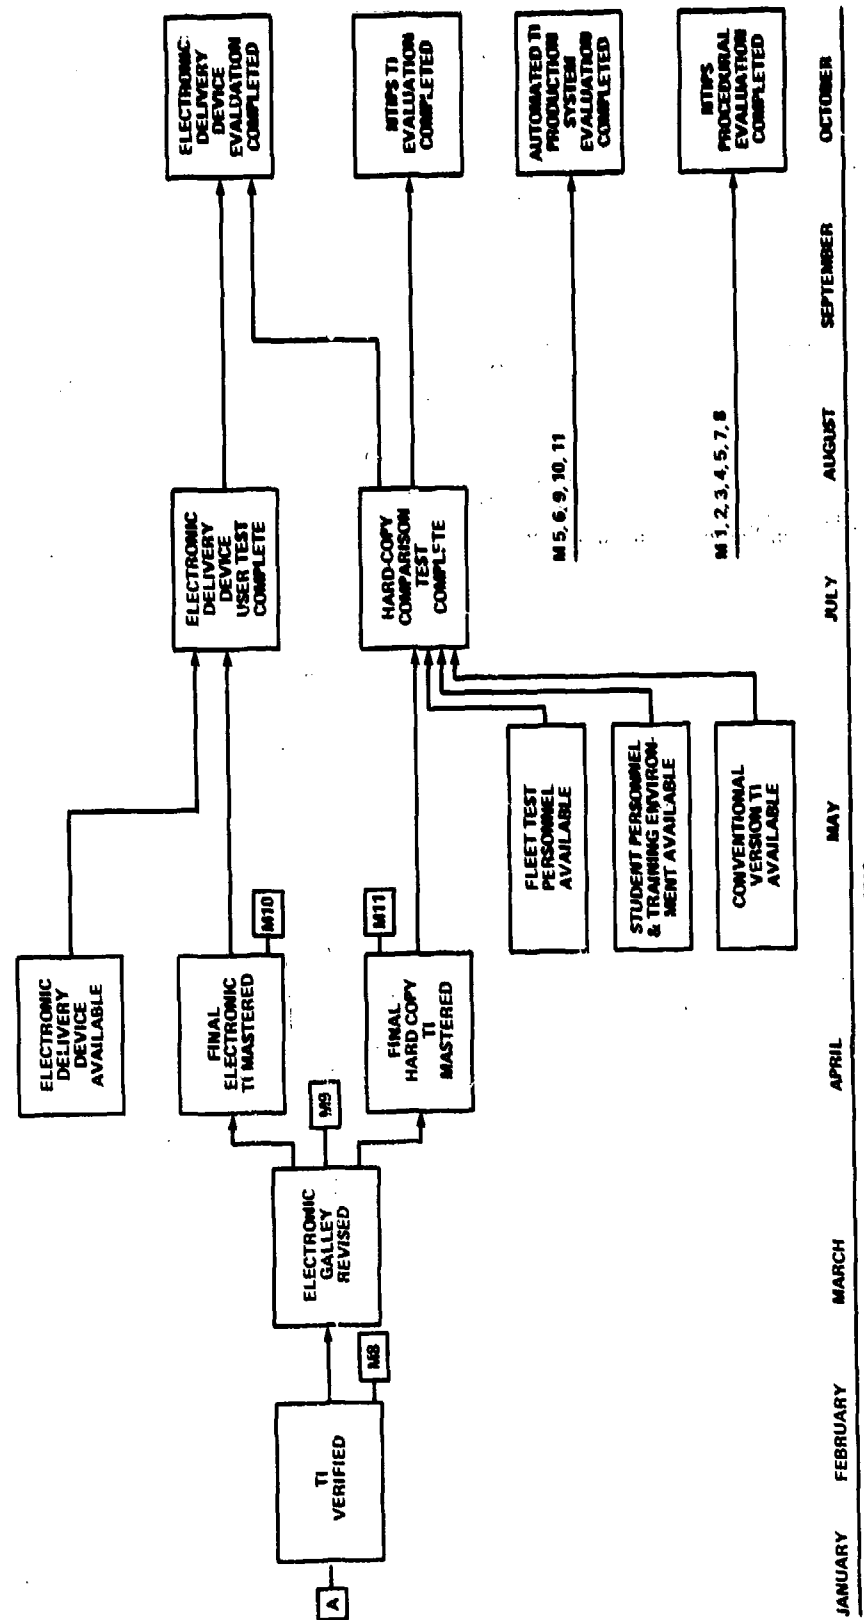 A
TI
VERIFIED
M8
ELECTRONIC
GALLEY
REVISED
M9
ELECTRONIC
DELIVERY
DEVICE
AVAILABLE
FINAL
ELECTRONIC
TI MASTERED
M10
FINAL
HARD COPY
TI
MASTERED
M11
FLEET TEST
PERSONNEL
AVAILABLE
STUDENT PERSONNEL
& TRAINING ENVIRON-
MENT AVAILABLE
CONVENTIONAL
VERSION TI
AVAILABLE
ELECTRONIC
DELIVERY
DEVICE
USER TEST
COMPLETE
HARD-COPY
COMPARISON
TEST
COMPLETE
M 5, 6, 9, 10, 11
M 1, 2, 3, 4, 5, 7, 8
ELECTRONIC
DELIVERY
DEVICE
EVALUATION
COMPLETED
NTIPS TI
EVALUATION
COMPLETED
AUTOMATED TI
PRODUCTION
SYSTEM
EVALUATION
COMPLETED
NTIPS
PROCEDURAL
EVALUATION
COMPLETED
JANUARY FEBRUARY MARCH APRIL MAY JULY AUGUST SEPTEMBER OCTOBER